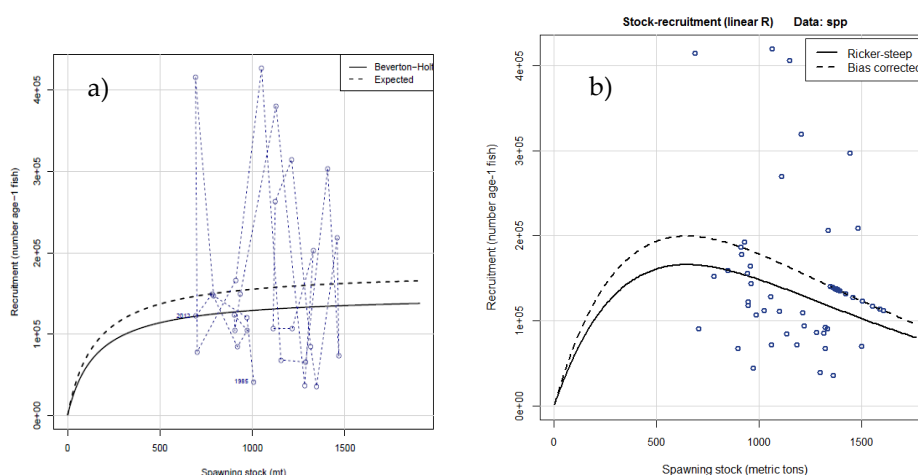 a)
Beverton-Holt
Expected
Recruitment (number age-1 fish)
0e+00
1e+05
2e+05
3e+05
4e+05
2012
1995
0
500
1000
1500
Spawning stock (mt)
Stock-recruitment (linear R) Data: spp
b)
Ricker-steep
Bias corrected
Recruitment (number age-1 fish)
0e+00
1e+05
2e+05
3e+05
4e+05
0
500
1000
1500
Spawning stock (metric tons)